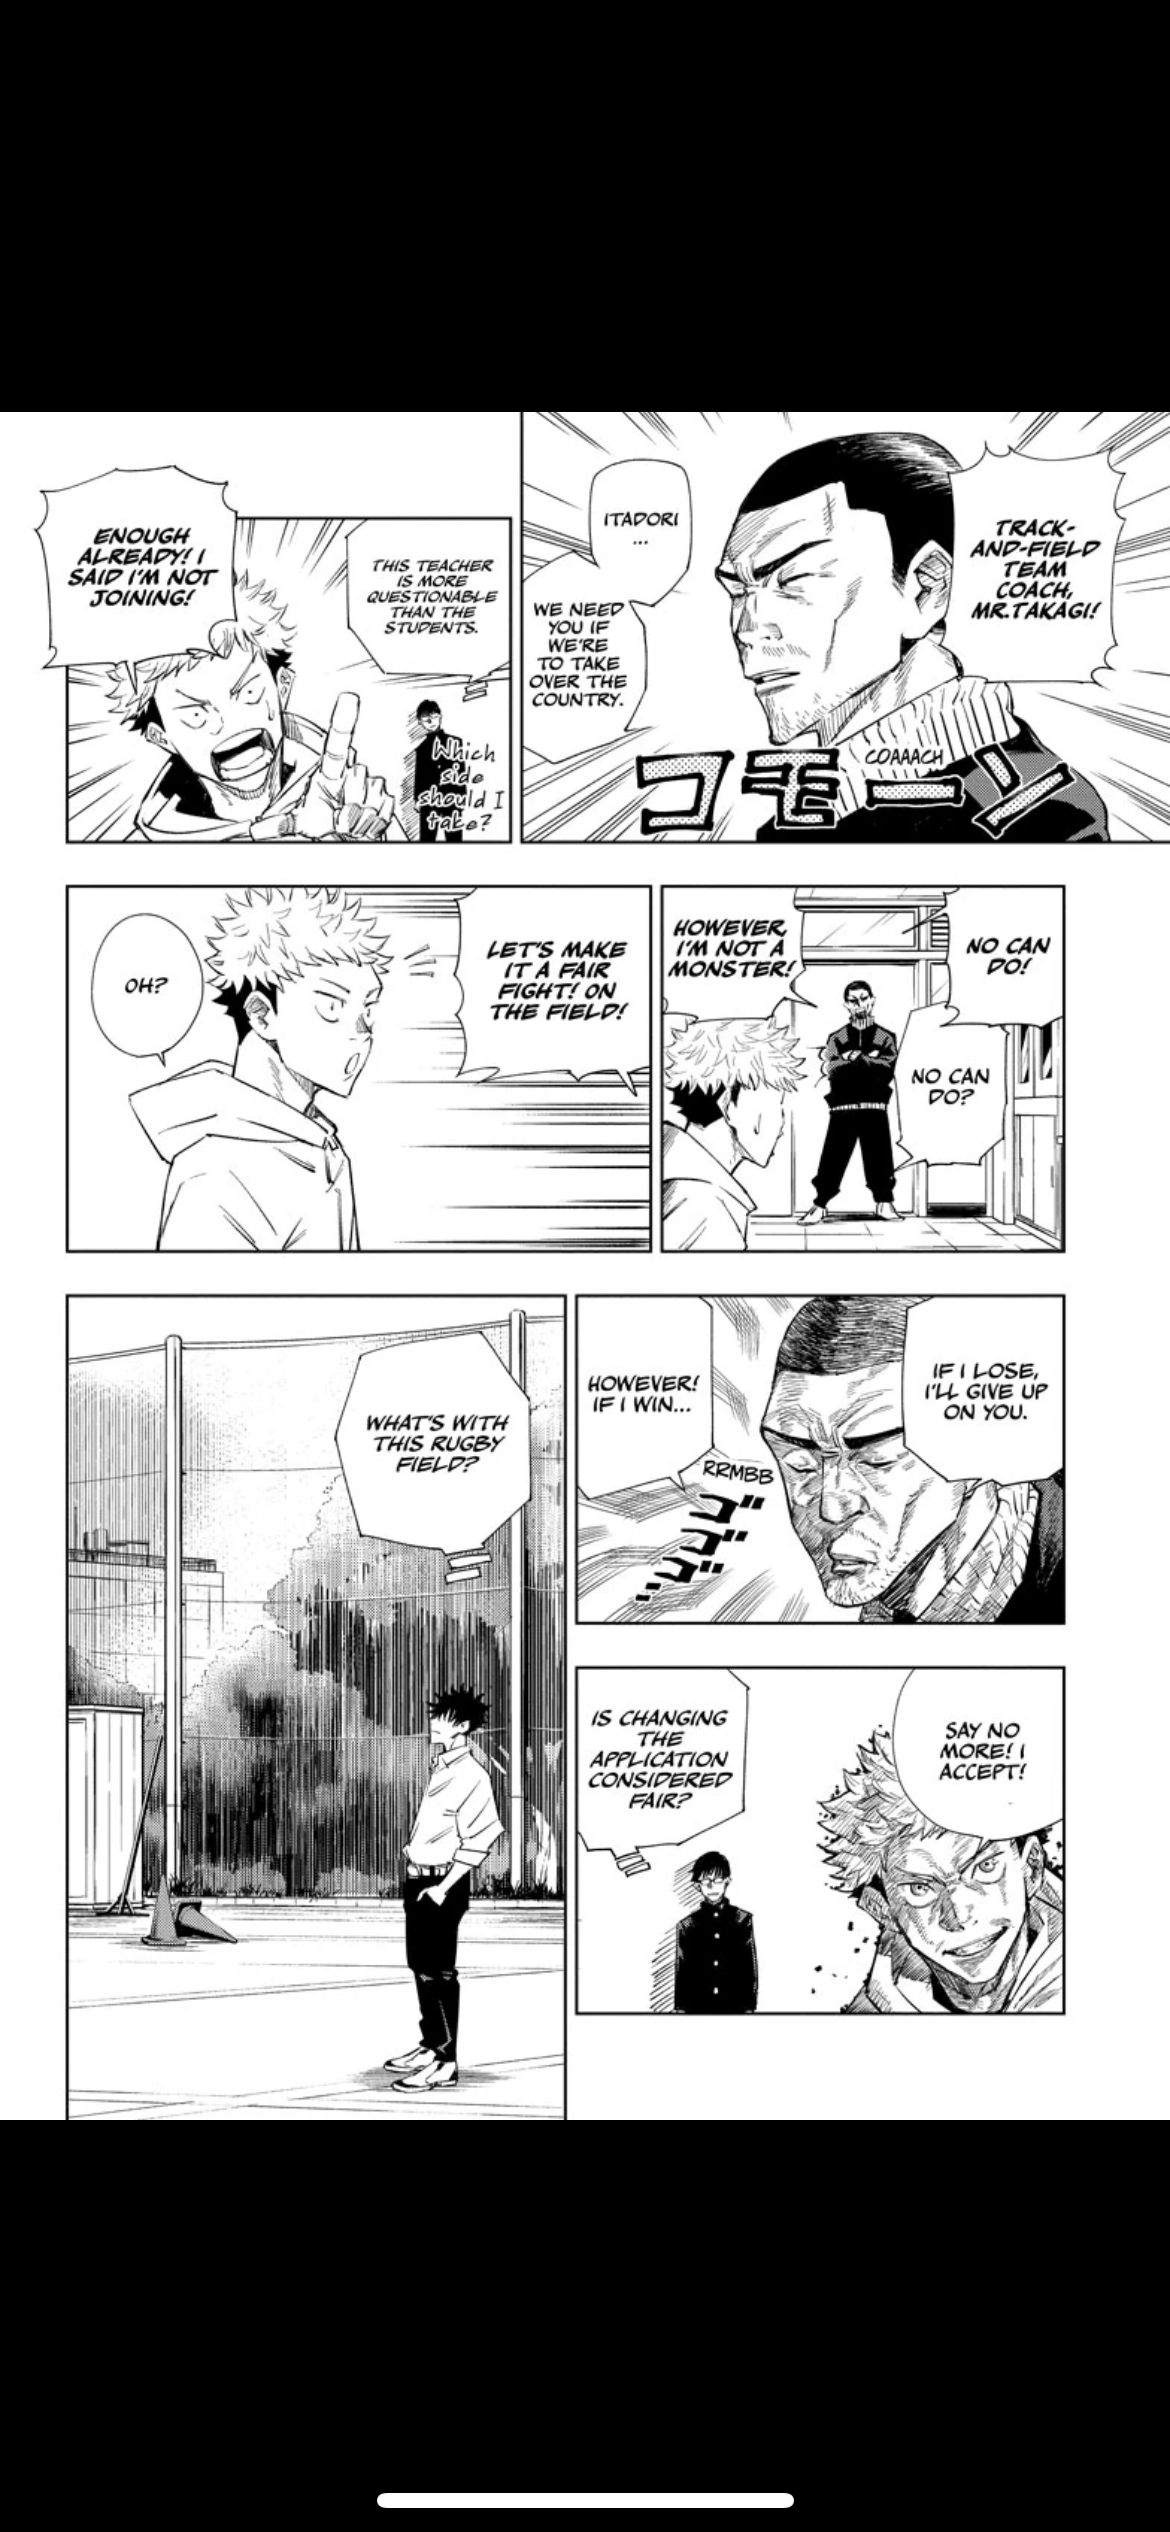 TRACK-
AND-FIELD
TEAM
COACH,
MR.TAKAGI!
ITADORI
...
WE NEED
YOU IF
WE'RE
TO TAKE
OVER THE
COUNTRY.
COAAACH
コモーン
THIS TEACHER
IS MORE
QUESTIONABLE
THAN THE
STUDENTS.
Which
side
should I
take?
ENOUGH
ALREADY! I
SAID I'M NOT
JOINING!
NO CAN
DO!
NO CAN
DO?
HOWEVER,
I'M NOT A
MONSTER!
LET'S MAKE
IT A FAIR
FIGHT! ON
THE FIELD!
OH?
IF I LOSE,
I'LL GIVE UP
ON YOU.
HOWEVER!
IF I WIN...
RRMBB
ゴゴゴ
SAY NO
MORE! I
ACCEPT!
IS CHANGING
THE
APPLICATION
CONSIDERED
FAIR?
WHAT'S WITH
THIS RUGBY
FIELD?